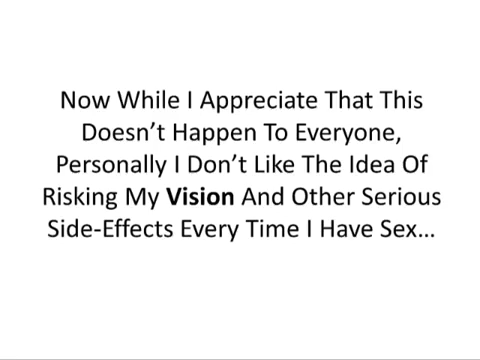 Now While I Appreciate That This
Doesn’t Happen To Everyone,
Personally I Don’t Like The Idea Of
Risking My Vision And Other Serious
Side-Effects Every Time I Have Sex…